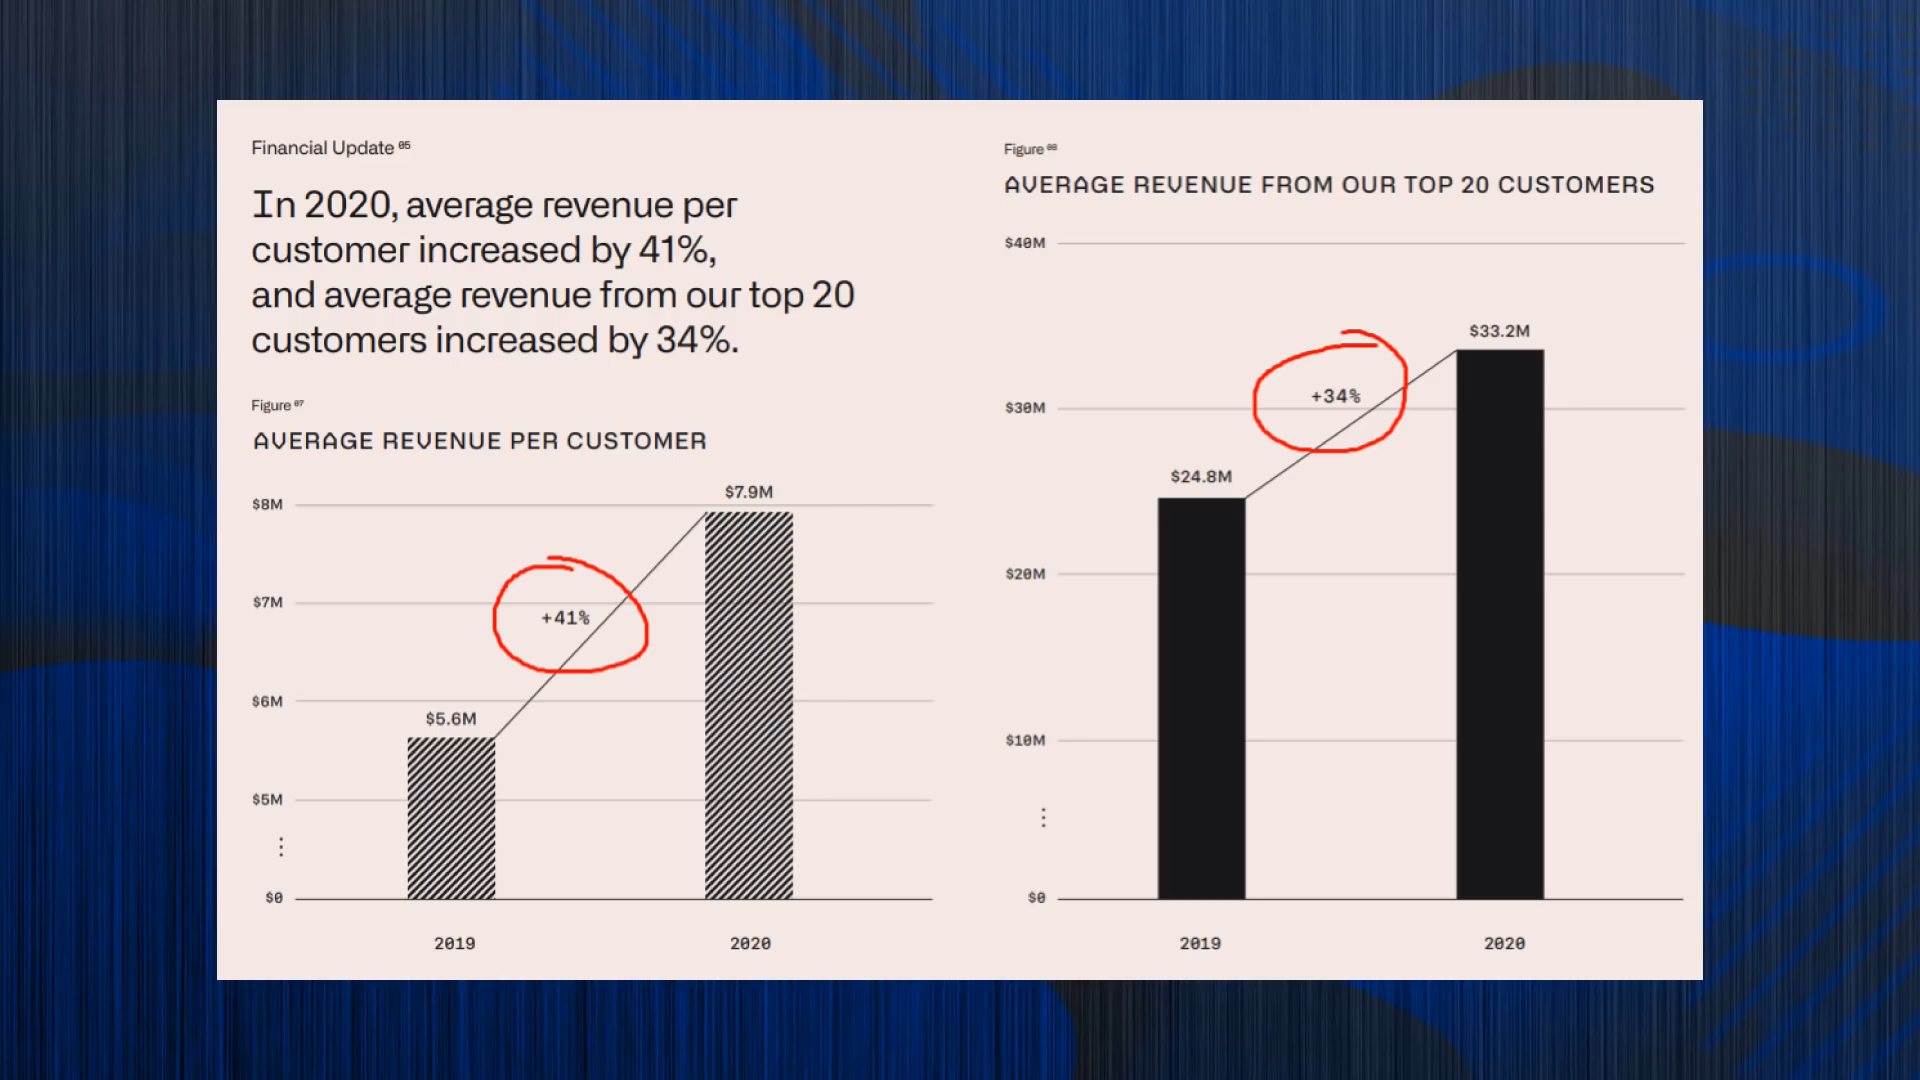 Financial Update 05
In 2020, average revenue per
customer increased by 41%,
and average revenue from our top 20
customers increased by 34%.
Figure 07
AVERAGE REVENUE PER CUSTOMER
$8M
$7M
$6M
$5M
$0
$5.6M
+41%
$7.9M
2019
2020
Figure 08
AVERAGE REVENUE FROM OUR TOP 20 CUSTOMERS
$40M
$30M
$20M
$10M
$0
$24.8M
+34%
$33.2M
2019
2020